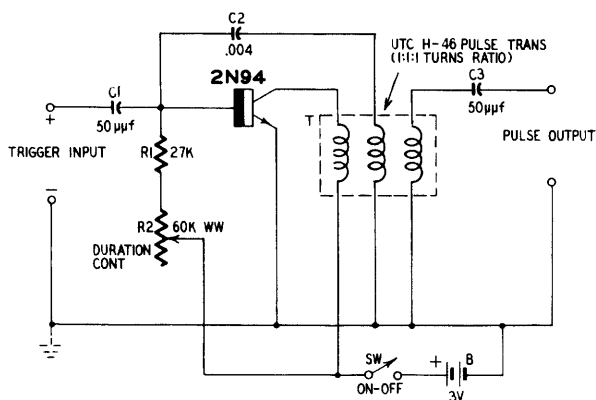 C2
.004
UTC H-46 PULSE TRANS
(1:1:1 TURNS RATIO)
2N94
C1
50µµf
+
TRIGGER INPUT
−
R1
27K
R2
60K WW
DURATION
CONT
T
C3
50µµf
PULSE OUTPUT
SW
ON-OFF
+
B
3V